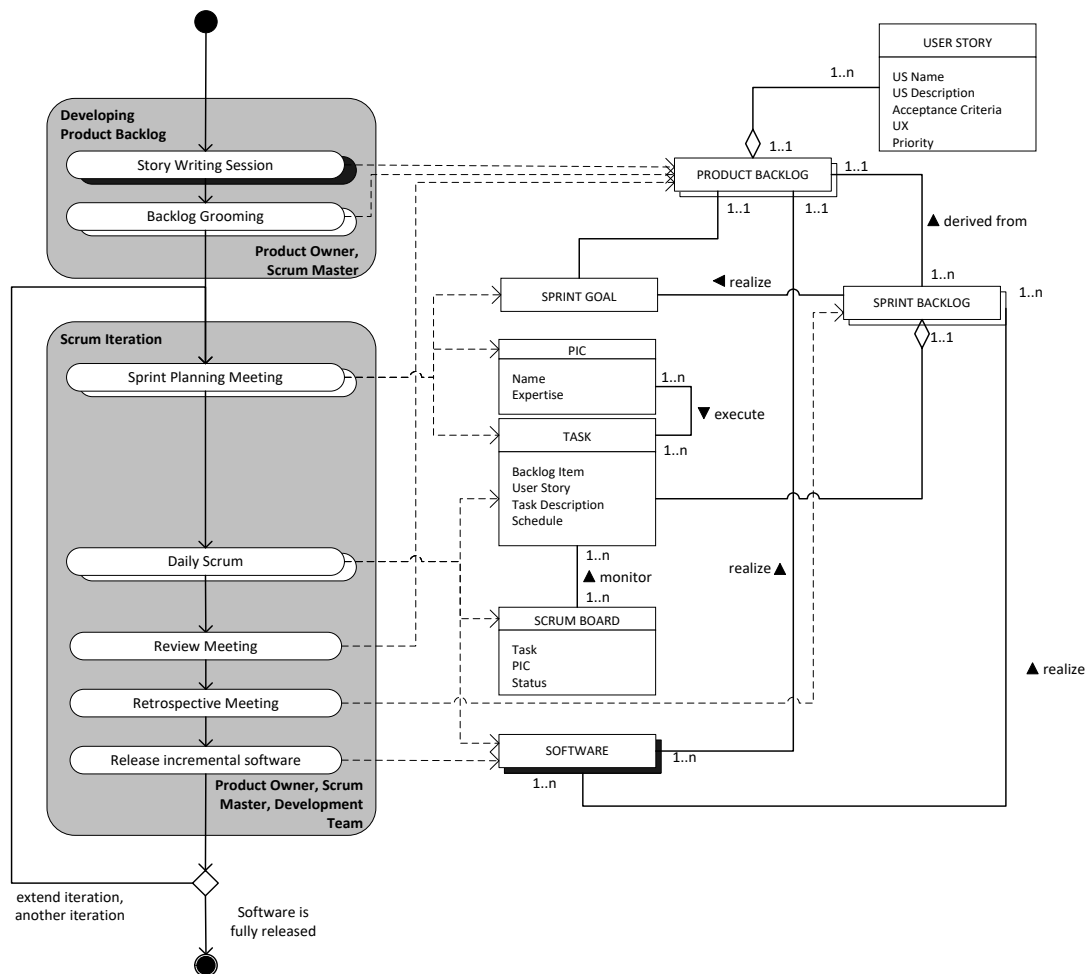 Developing
Product Backlog
Story Writing Session
Backlog Grooming
Product Owner,
Scrum Master
Scrum Iteration
Sprint Planning Meeting
Daily Scrum
Review Meeting
Retrospective Meeting
Release incremental software
Product Owner, Scrum
Master, Development
Team
extend iteration,
another iteration
Software is
fully released
USER STORY
US Name
US Description
Acceptance Criteria
UX
Priority
1..n
1..1
PRODUCT BACKLOG
1..1
1..1
1..1
▲ derived from
1..n
SPRINT GOAL
◄ realize
SPRINT BACKLOG
1..n
1..1
PIC
Name
Expertise
1..n
▼ execute
TASK
1..n
Backlog Item
User Story
Task Description
Schedule
1..n
▲ monitor
1..n
realize ▲
SCRUM BOARD
Task
PIC
Status
▲ realize
SOFTWARE
1..n
1..n